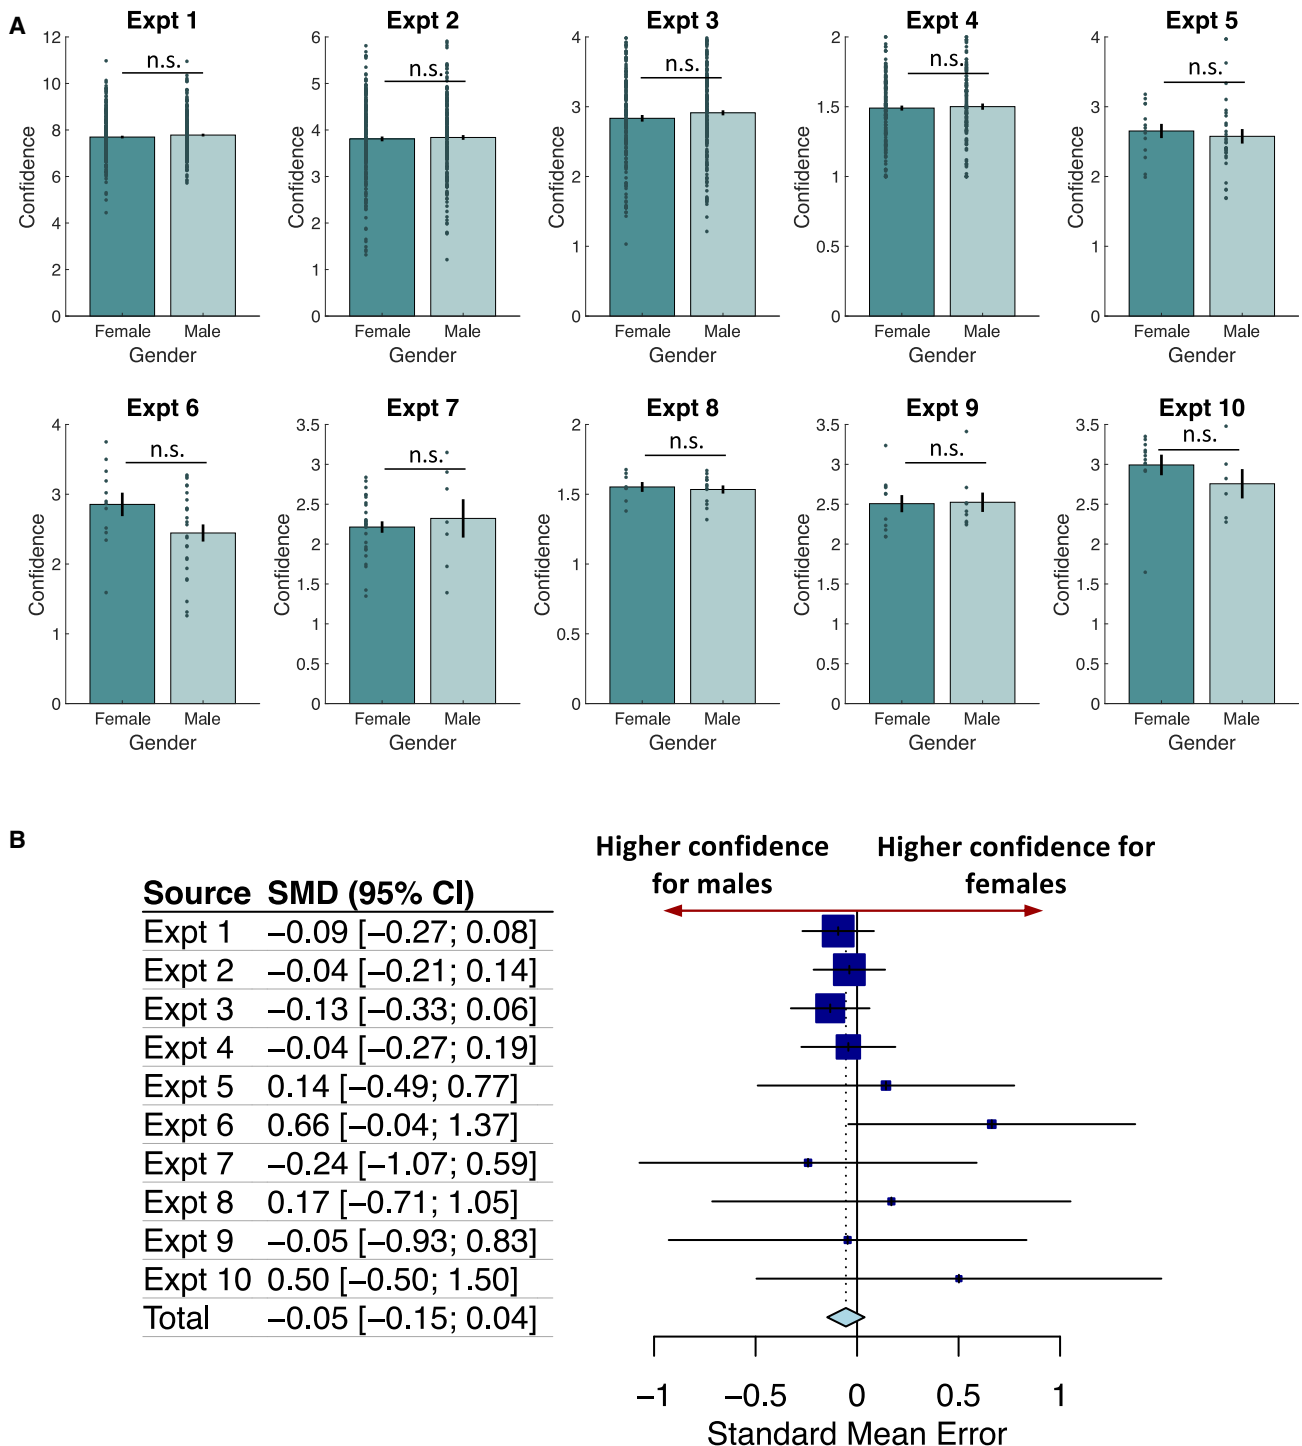 A
Expt 1
Expt 2
Expt 3
Expt 4
Expt 5
12
10
8
6
4
2
0
Confidence
n.s.
Female Male
Gender
6
5
4
3
2
1
0
Confidence
n.s.
Female Male
Gender
4
3
2
1
0
Confidence
n.s.
Female Male
Gender
2
1.5
1
0.5
0
Confidence
n.s.
Female Male
Gender
4
3
2
1
0
Confidence
n.s.
Female Male
Gender
Expt 6
Expt 7
Expt 8
Expt 9
Expt 10
4
3
2
1
0
Confidence
n.s.
Female Male
Gender
3.5
3
2.5
2
1.5
1
0.5
0
Confidence
n.s.
Female Male
Gender
2
1.5
1
0.5
0
Confidence
n.s.
Female Male
Gender
3.5
3
2.5
2
1.5
1
0.5
0
Confidence
n.s.
Female Male
Gender
3.5
3
2.5
2
1.5
1
0.5
0
Confidence
n.s.
Female Male
Gender
B
Higher confidence
for males
Higher confidence for
females
Source SMD (95% CI)
Expt 1 −0.09 [−0.27; 0.08]
Expt 2 −0.04 [−0.21; 0.14]
Expt 3 −0.13 [−0.33; 0.06]
Expt 4 −0.04 [−0.27; 0.19]
Expt 5 0.14 [−0.49; 0.77]
Expt 6 0.66 [−0.04; 1.37]
Expt 7 −0.24 [−1.07; 0.59]
Expt 8 0.17 [−0.71; 1.05]
Expt 9 −0.05 [−0.93; 0.83]
Expt 10 0.50 [−0.50; 1.50]
Total −0.05 [−0.15; 0.04]
−1 −0.5 0 0.5 1
Standard Mean Error